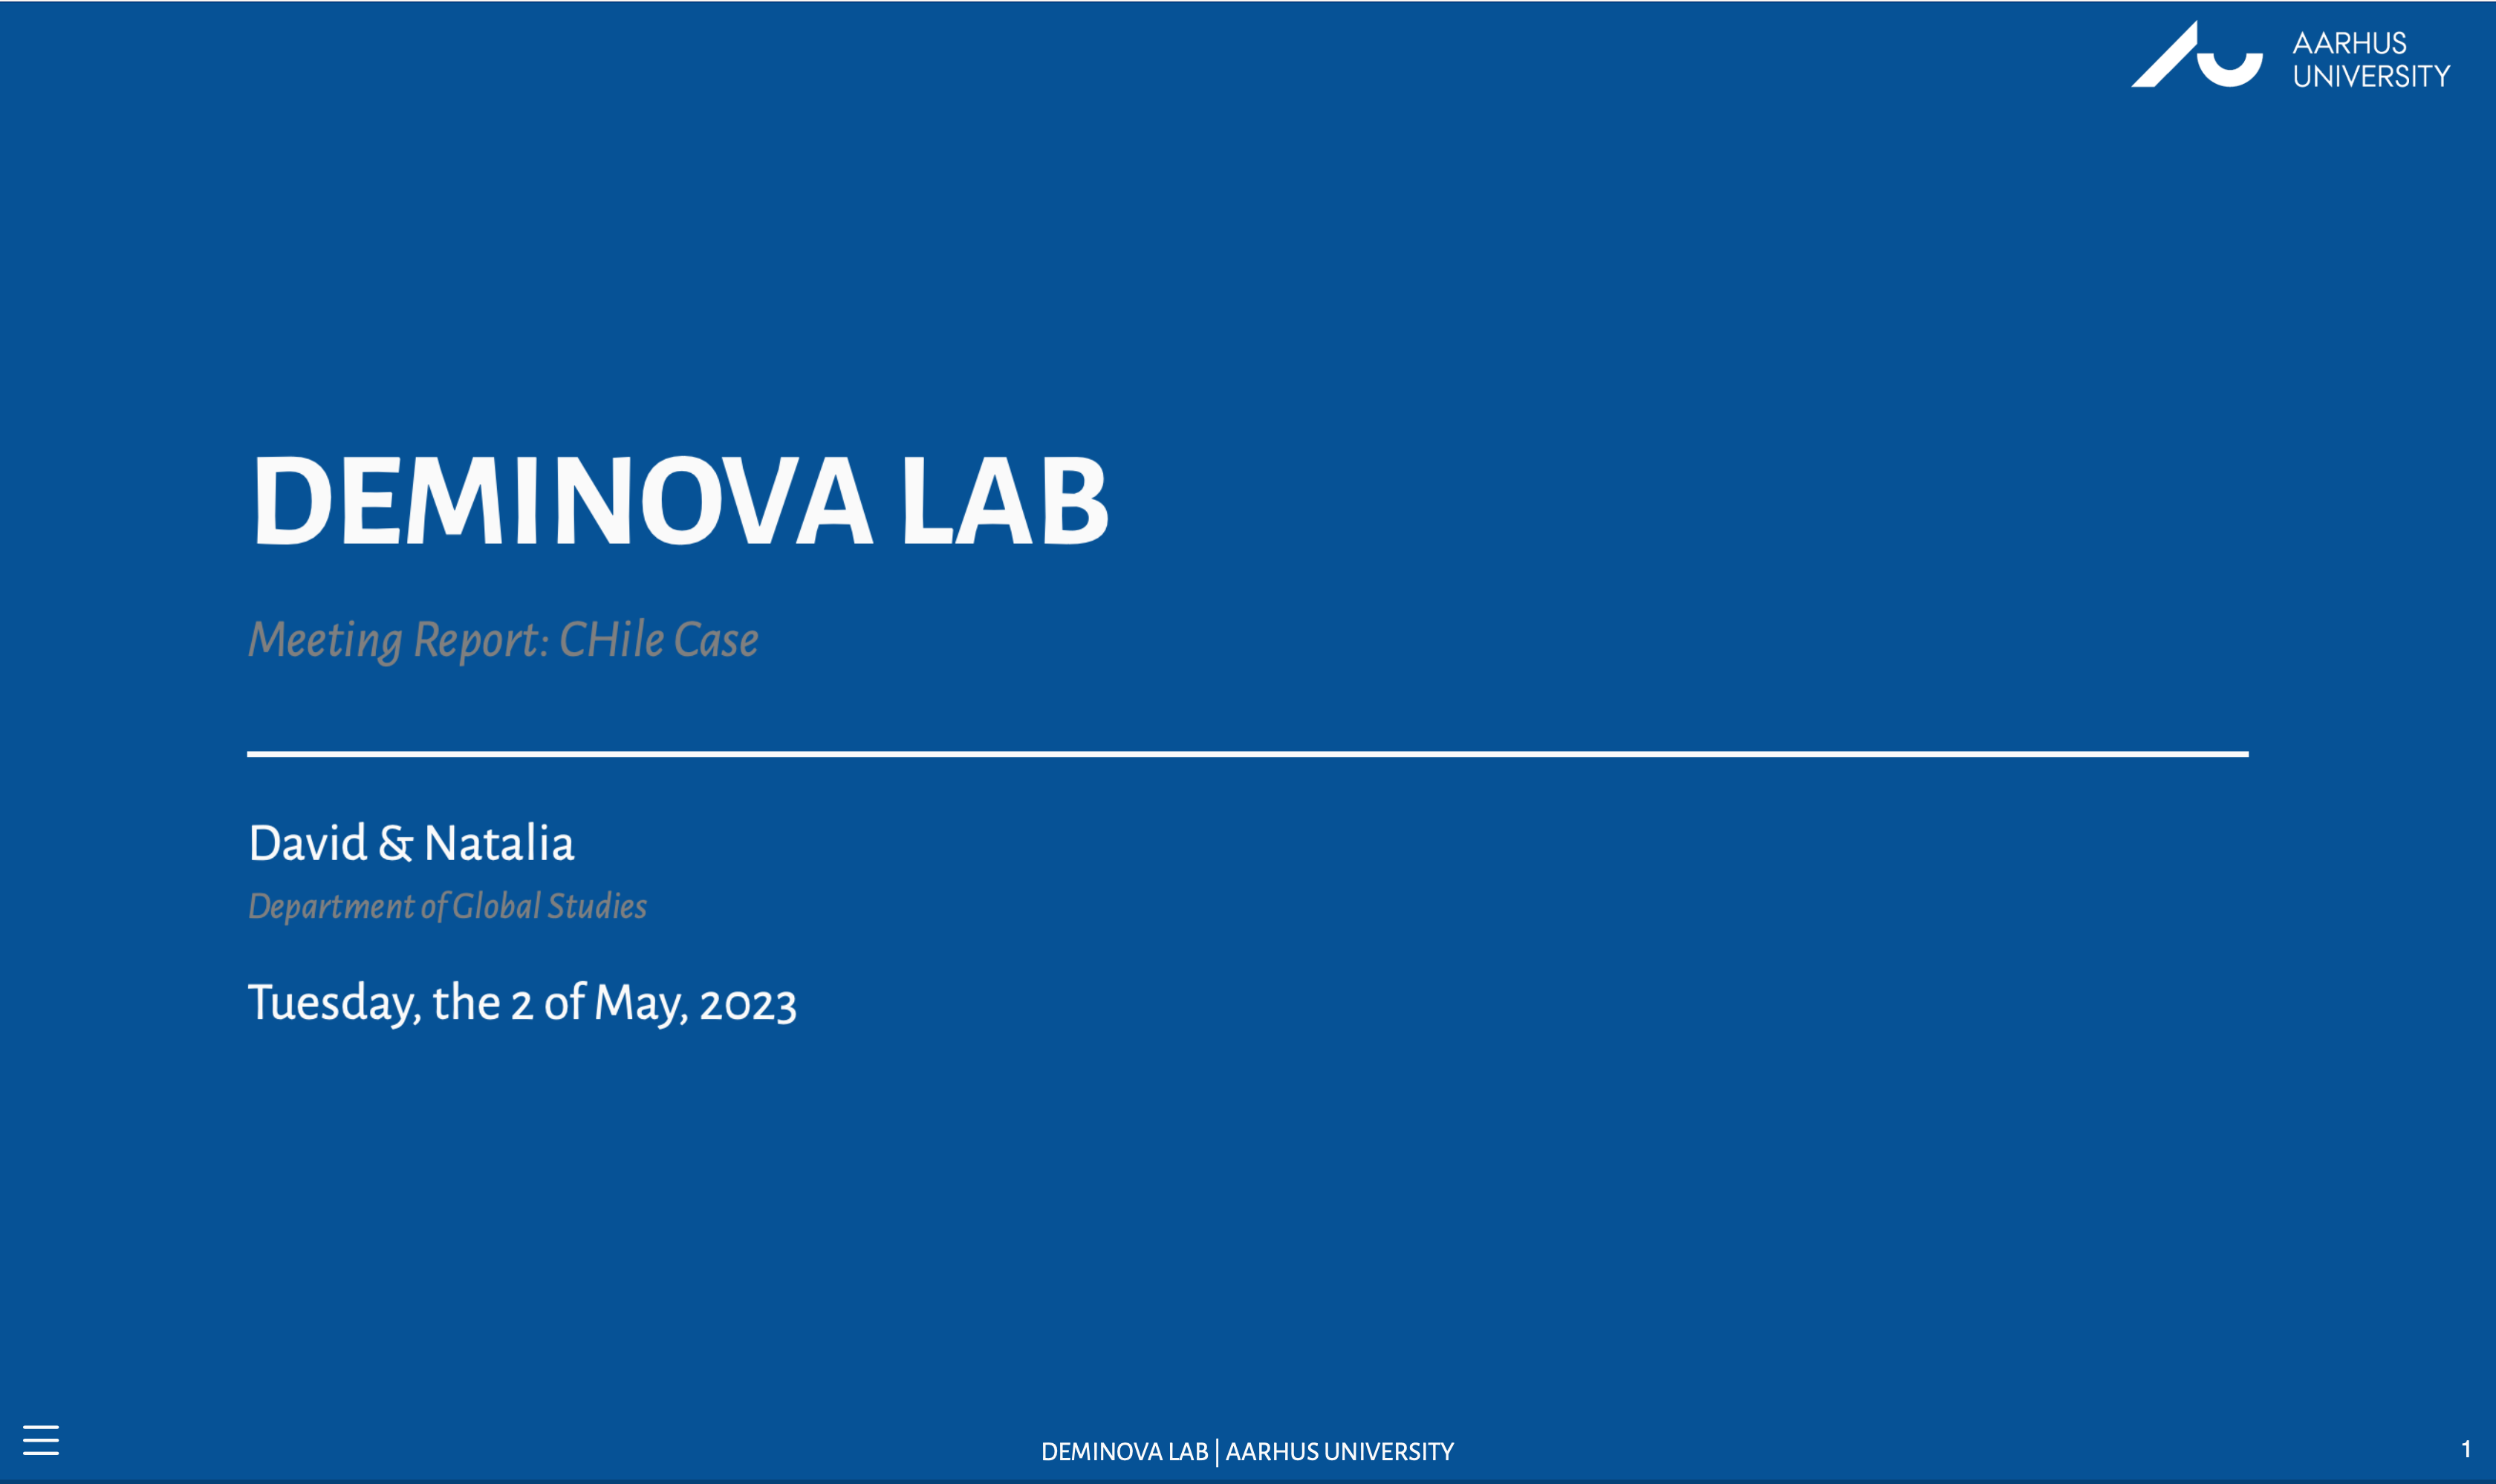 AARHUS
UNIVERSITY
DEMINOVA LAB
Meeting Report: CHile Case
David & Natalia
Department of Global Studies
Tuesday, the 2 of May, 2023
DEMINOVA LAB | AARHUS UNIVERSITY
1